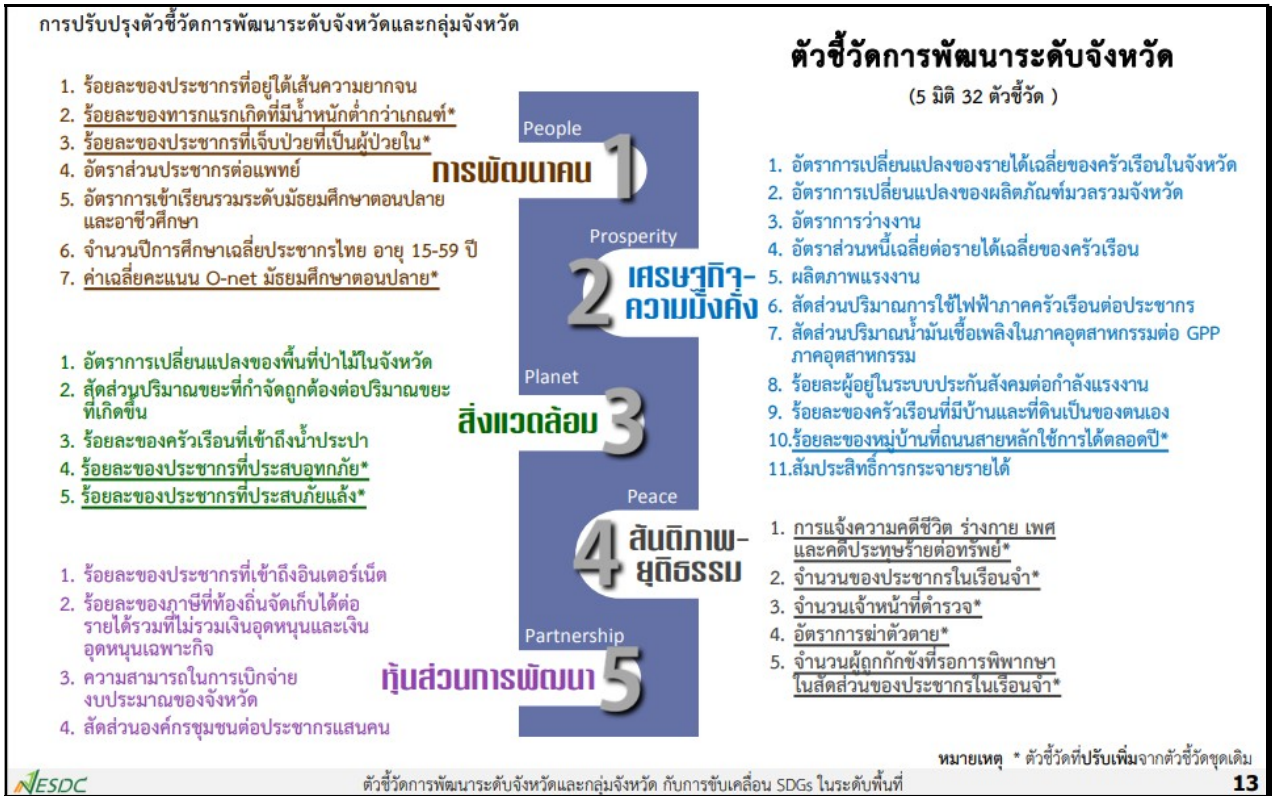 การปรับปรุงตัวชี้วัดการพัฒนาระดับจังหวัดและกลุ่มจังหวัด
ตัวชี้วัดการพัฒนาระดับจังหวัด
(5 มิติ 32 ตัวชี้วัด )
People
การพัฒนาคน 1
1. ร้อยละของประชากรที่อยู่ใต้เส้นความยากจน
2. ร้อยละของทารกแรกเกิดที่มีน้ำหนักต่ำกว่าเกณฑ์*
3. ร้อยละของประชากรที่เจ็บป่วยที่เป็นผู้ป่วยใน*
4. อัตราส่วนประชากรต่อแพทย์
5. อัตราการเข้าเรียนรวมระดับมัธยมศึกษาตอนปลาย
และอาชีวศึกษา
6. จำนวนปีการศึกษาเฉลี่ยประชากรไทย อายุ 15-59 ปี
7. ค่าเฉลี่ยคะแนน O-net มัธยมศึกษาตอนปลาย*
Prosperity
2 เศรษฐกิจ-
ความมั่งคั่ง
1. อัตราการเปลี่ยนแปลงของรายได้เฉลี่ยของครัวเรือนในจังหวัด
2. อัตราการเปลี่ยนแปลงของผลิตภัณฑ์มวลรวมจังหวัด
3. อัตราการว่างงาน
4. อัตราส่วนหนี้เฉลี่ยต่อรายได้เฉลี่ยของครัวเรือน
5. ผลิตภาพแรงงาน
6. สัดส่วนปริมาณการใช้ไฟฟ้าภาคครัวเรือนต่อประชากร
7. สัดส่วนปริมาณน้ำมันเชื้อเพลิงในภาคอุตสาหกรรมต่อ GPP
ภาคอุตสาหกรรม
8. ร้อยละผู้อยู่ในระบบประกันสังคมต่อกำลังแรงงาน
9. ร้อยละของครัวเรือนที่มีบ้านและที่ดินเป็นของตนเอง
10.ร้อยละของหมู่บ้านที่ถนนสายหลักใช้การได้ตลอดปี*
11.สัมประสิทธิ์การกระจายรายได้
Planet
สิ่งแวดล้อม 3
1. อัตราการเปลี่ยนแปลงของพื้นที่ป่าไม้ในจังหวัด
2. สัดส่วนปริมาณขยะที่กำจัดถูกต้องต่อปริมาณขยะ
ที่เกิดขึ้น
3. ร้อยละของครัวเรือนที่เข้าถึงน้ำประปา
4. ร้อยละของประชากรที่ประสบอุทกภัย*
5. ร้อยละของประชากรที่ประสบภัยแล้ง*
Peace
4 สันติภาพ-
ยุติธรรม
1. การแจ้งความคดีชีวิต ร่างกาย เพศ
และคดีประทุษร้ายต่อทรัพย์*
2. จำนวนของประชากรในเรือนจำ*
3. จำนวนเจ้าหน้าที่ตำรวจ*
4. อัตราการฆ่าตัวตาย*
5. จำนวนผู้ถูกกักขังที่รอการพิพากษา
ในสัดส่วนของประชากรในเรือนจำ*
Partnership
หุ้นส่วนการพัฒนา 5
1. ร้อยละของประชากรที่เข้าถึงอินเตอร์เน็ต
2. ร้อยละของภาษีที่ท้องถิ่นจัดเก็บได้ต่อ
รายได้รวมที่ไม่รวมเงินอุดหนุนและเงิน
อุดหนุนเฉพาะกิจ
3. ความสามารถในการเบิกจ่าย
งบประมาณของจังหวัด
4. สัดส่วนองค์กรชุมชนต่อประชากรแสนคน
หมายเหตุ * ตัวชี้วัดที่ปรับเพิ่มจากตัวชี้วัดชุดเดิม
NESDC
ตัวชี้วัดการพัฒนาระดับจังหวัดและกลุ่มจังหวัด กับการขับเคลื่อน SDGs ในระดับพื้นที่
13